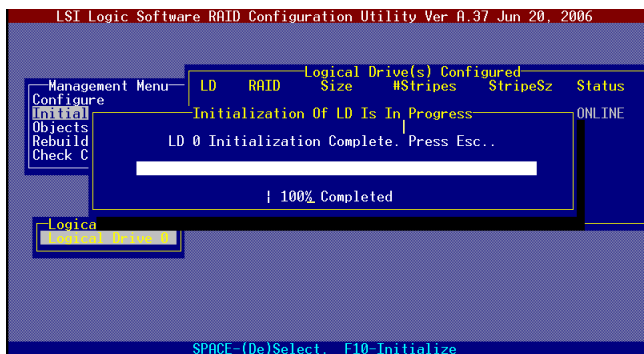 LSI Logic Software RAID Configuration Utility Ver A.37 Jun 20, 2006
Logical Drive(s) Configured
LD RAID Size #Stripes StripeSz Status
ONLINE
Management Menu
Configure
Initial
Objects
Rebuild
Check C
Initialization Of LD Is In Progress
LD 0 Initialization Complete. Press Esc..
| 100% Completed
Logica
Logical Drive 0
SPACE-(De)Select, F10-Initialize